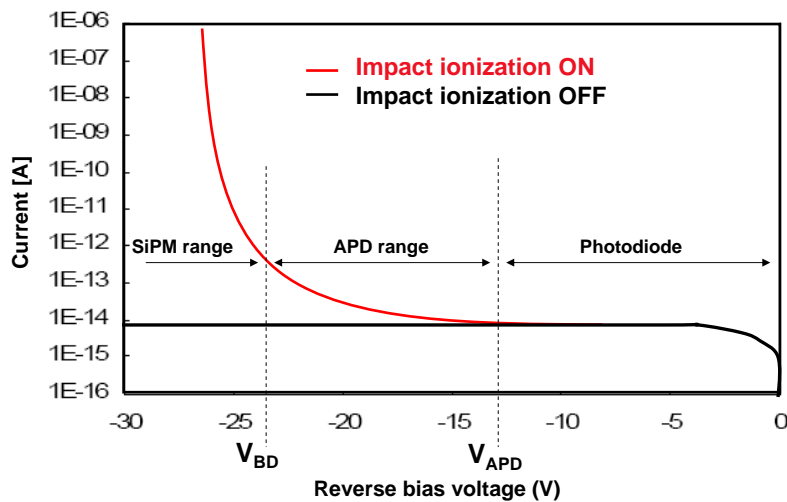 1E-06
1E-07
1E-08
1E-09
1E-10
1E-11
1E-12
1E-13
1E-14
1E-15
1E-16
Current [A]
Impact ionization ON
Impact ionization OFF
SiPM range
APD range
Photodiode
-30
-25
-20
-15
-10
-5
0
VBD
VAPD
Reverse bias voltage (V)